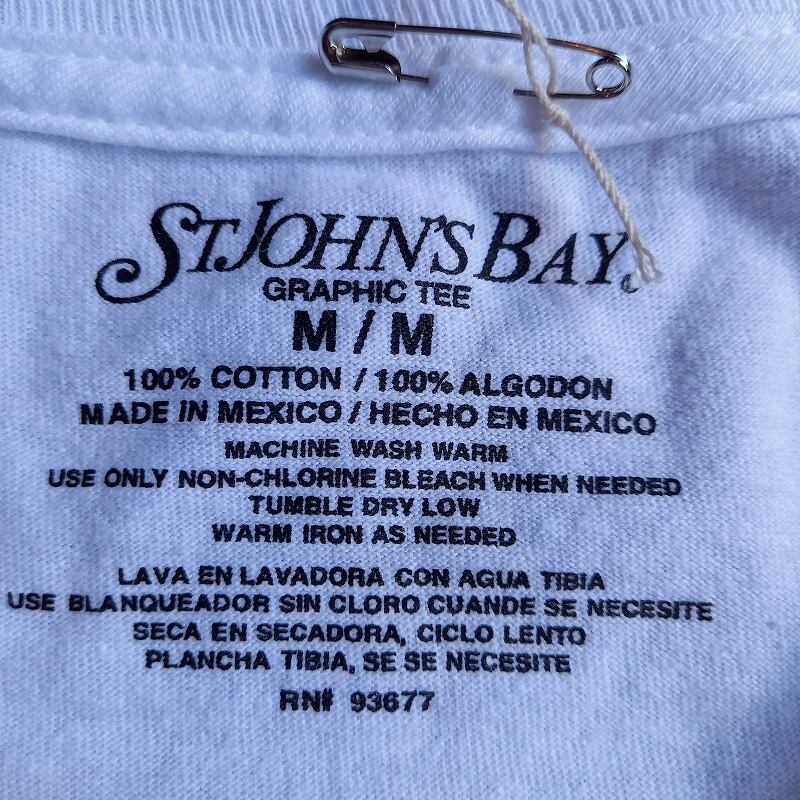 ST JOHN'S BAY
GRAPHIC TEE
M / M
100% COTTON / 100% ALGODON
MADE IN MEXICO / HECHO EN MEXICO
MACHINE WASH WARM
USE ONLY NON-CHLORINE BLEACH WHEN NEEDED
TUMBLE DRY LOW
WARM IRON AS NEEDED
LAVA EN LAVADORA CON AGUA TIBIA
USE BLANQUEADOR SIN CLORO CUANDE SE NECESITE
SECA EN SECADORA, CICLO LENTO
PLANCHA TIBIA, SE SE NECESITE
RN# 93677